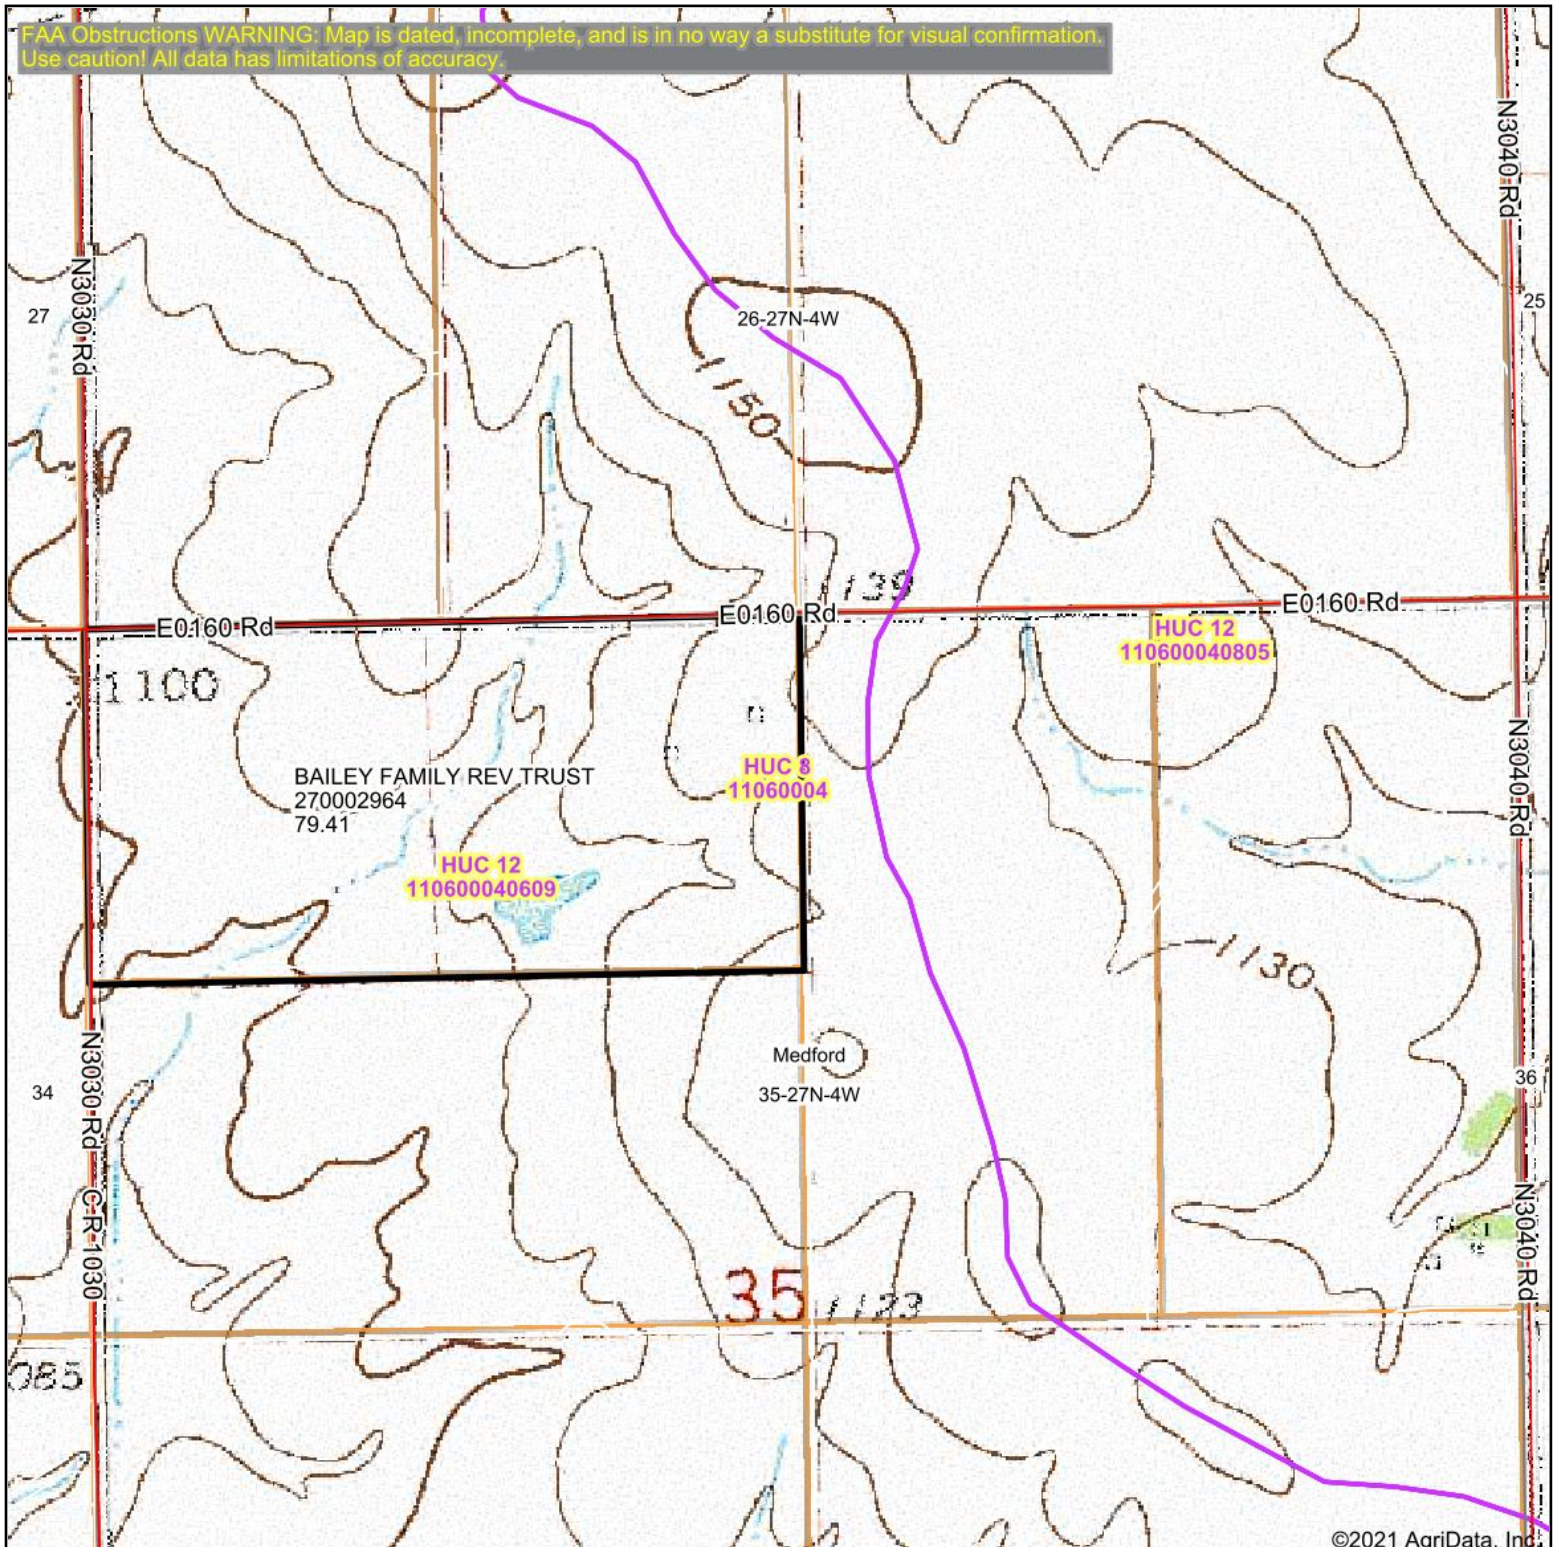 FAA Obstructions WARNING: Map is dated, incomplete, and is in no way a substitute for visual confirmation.
Use caution! All data has limitations of accuracy.
N3040 Rd
N3030 Rd
27
25
26-27N-4W
1150
1139
E0160 Rd
E0160 Rd
E0160 Rd
HUC 12
110600040805
1100
N3040 Rd
HUC 8
11060004
BAILEY FAMILY REV TRUST
270002964
79.41
HUC 12
110600040609
1130
Medford
35-27N-4W
34
36
N3030 Rd
C R 1030
N3040 Rd
35
1123
085
©2021 AgriData, Inc.